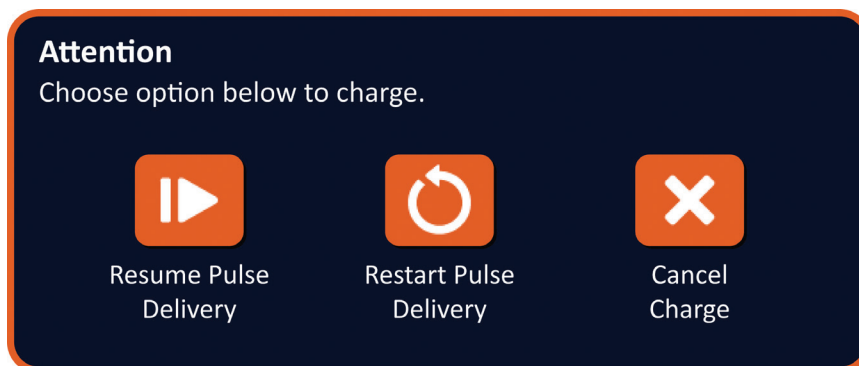 Attention
Choose option below to charge.
Resume Pulse
Delivery
Restart Pulse
Delivery
Cancel
Charge